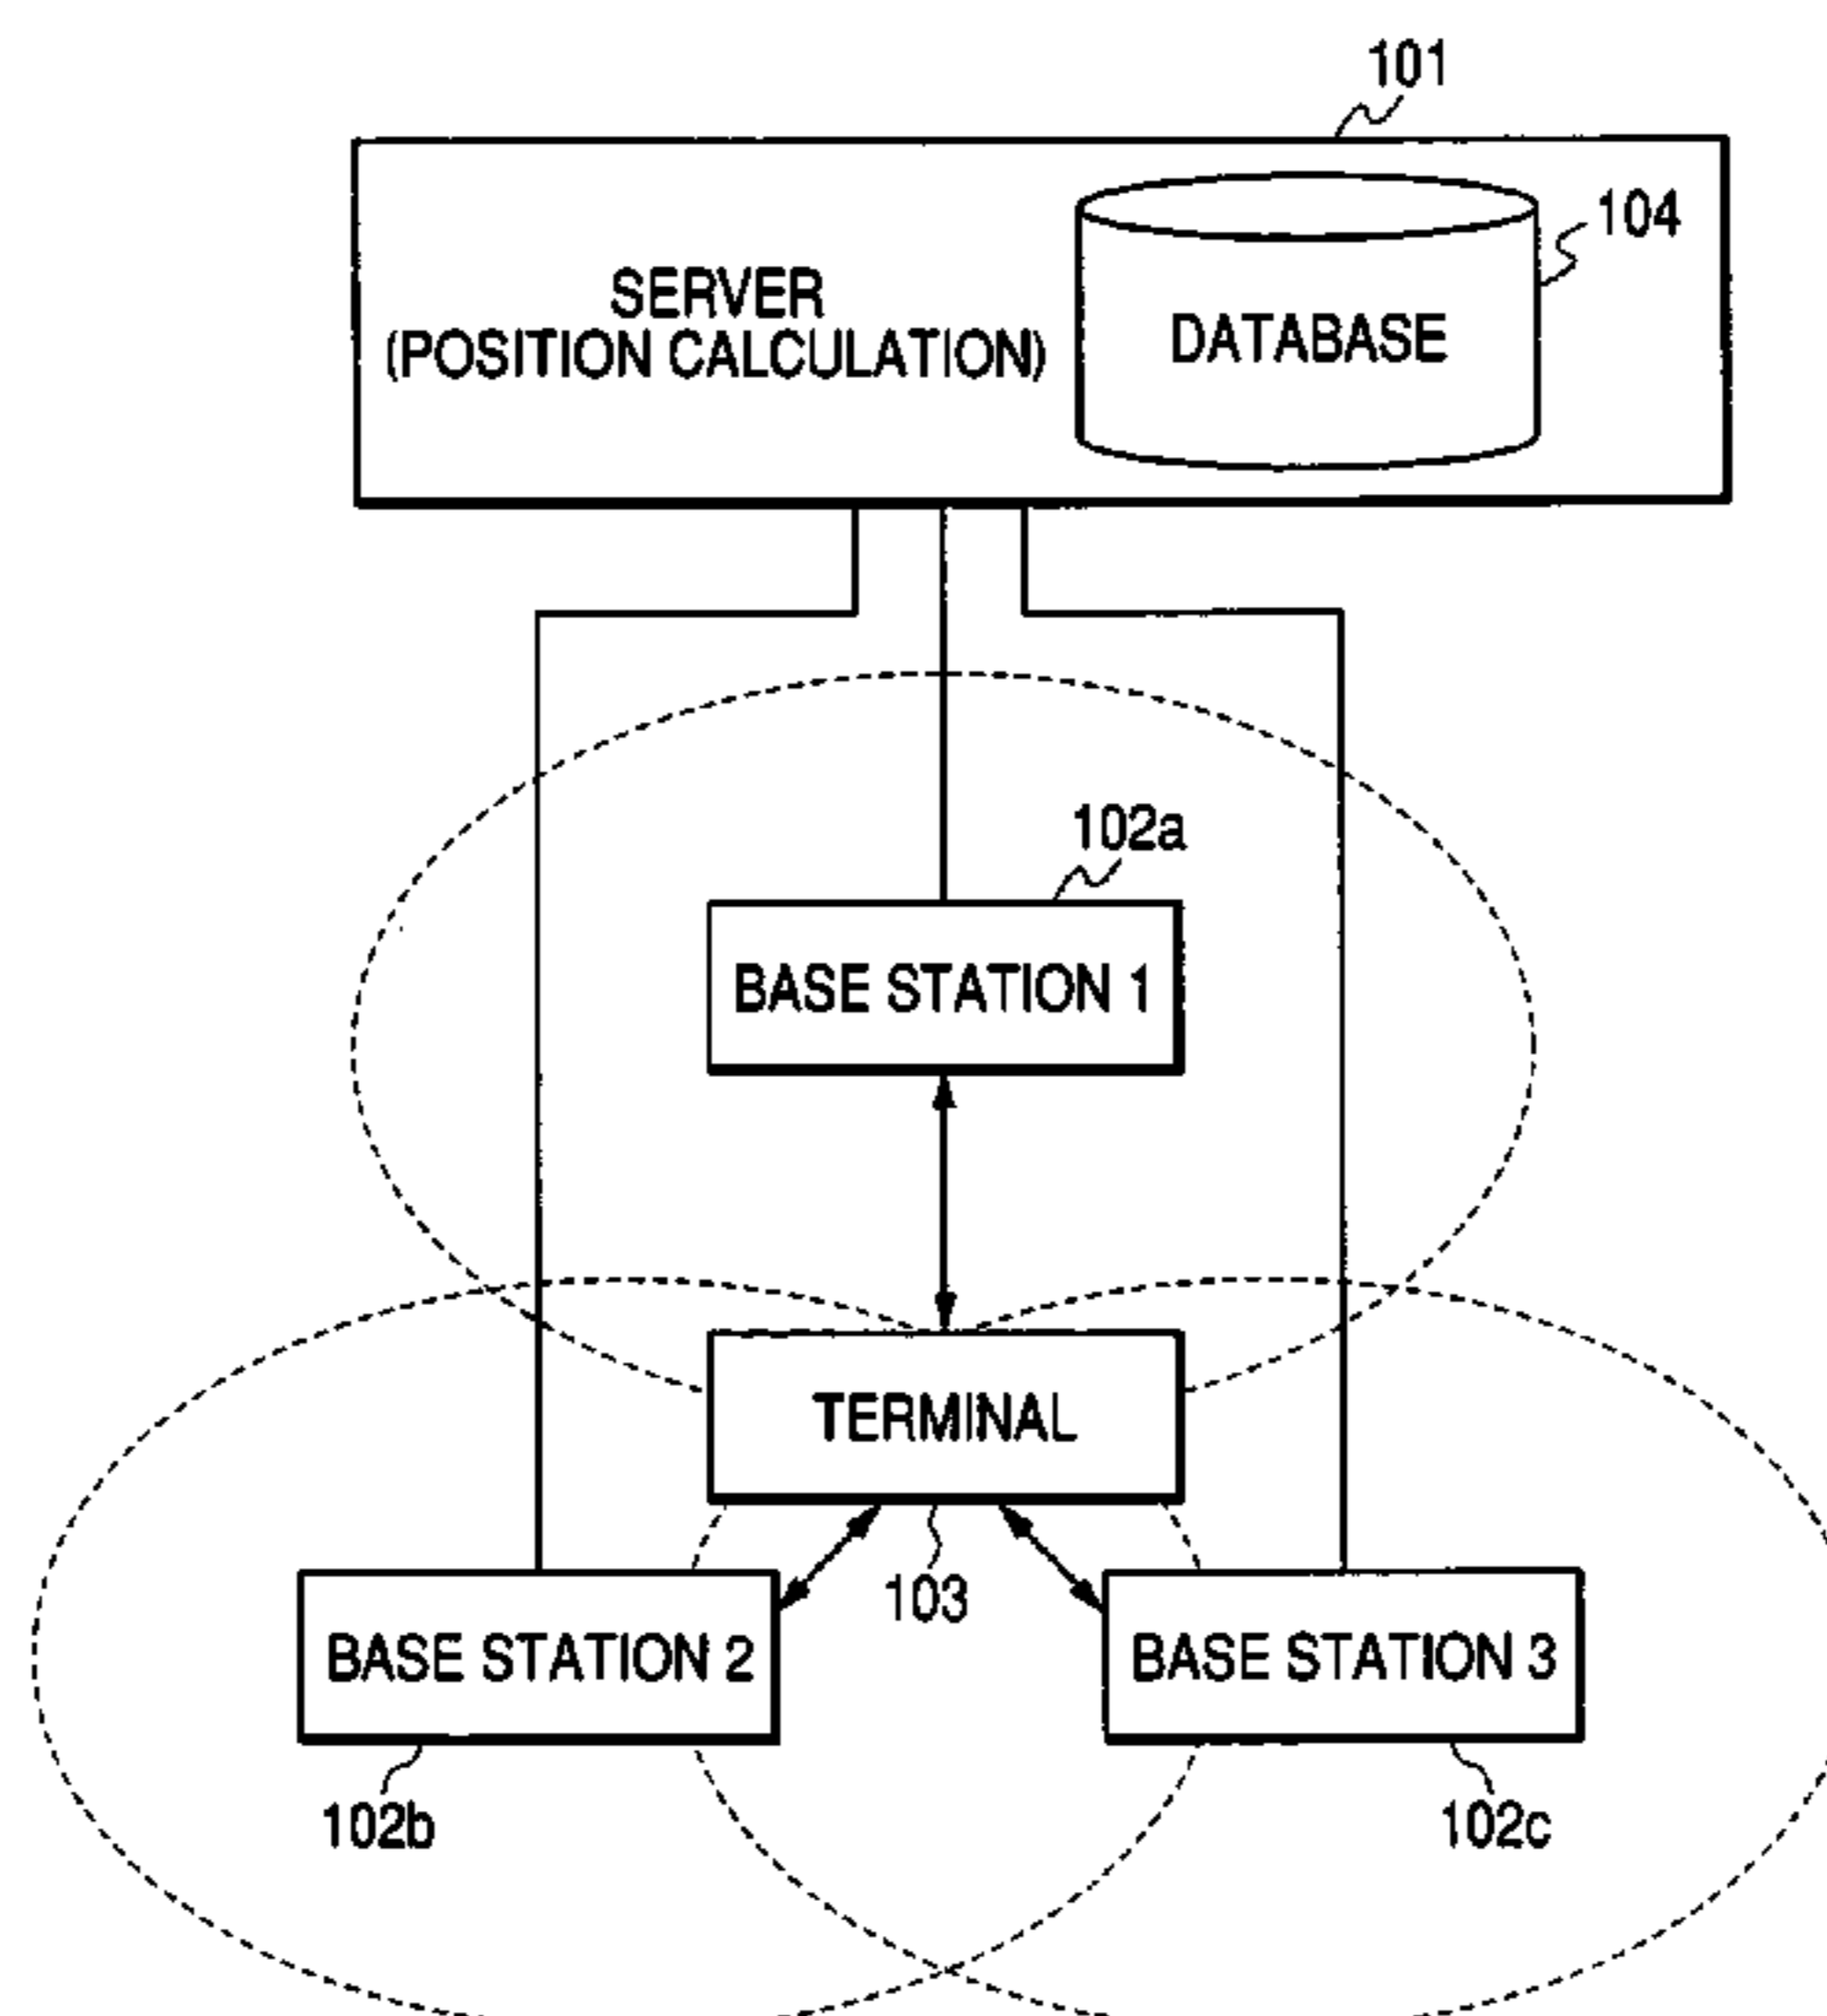 101
104
SERVER
(POSITION CALCULATION)
DATABASE
102a
BASE STATION 1
TERMINAL
103
BASE STATION 2
BASE STATION 3
102b
102c